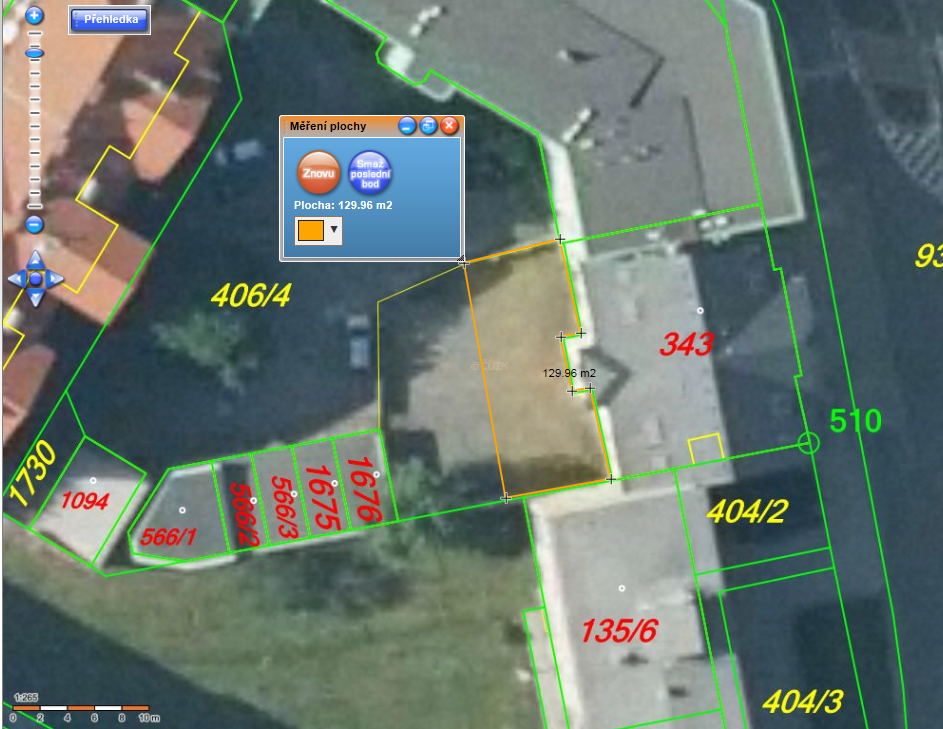 Přehledka
Měření plochy
Znovu
Smaž
poslední
bod
Plocha: 129.96 m2
406/4
93
343
129.96 m2
510
1730
1094
566/1
566/2
566/3
1675
1676
404/2
135/6
404/3
1:265
0 2 4 6 8 10 m